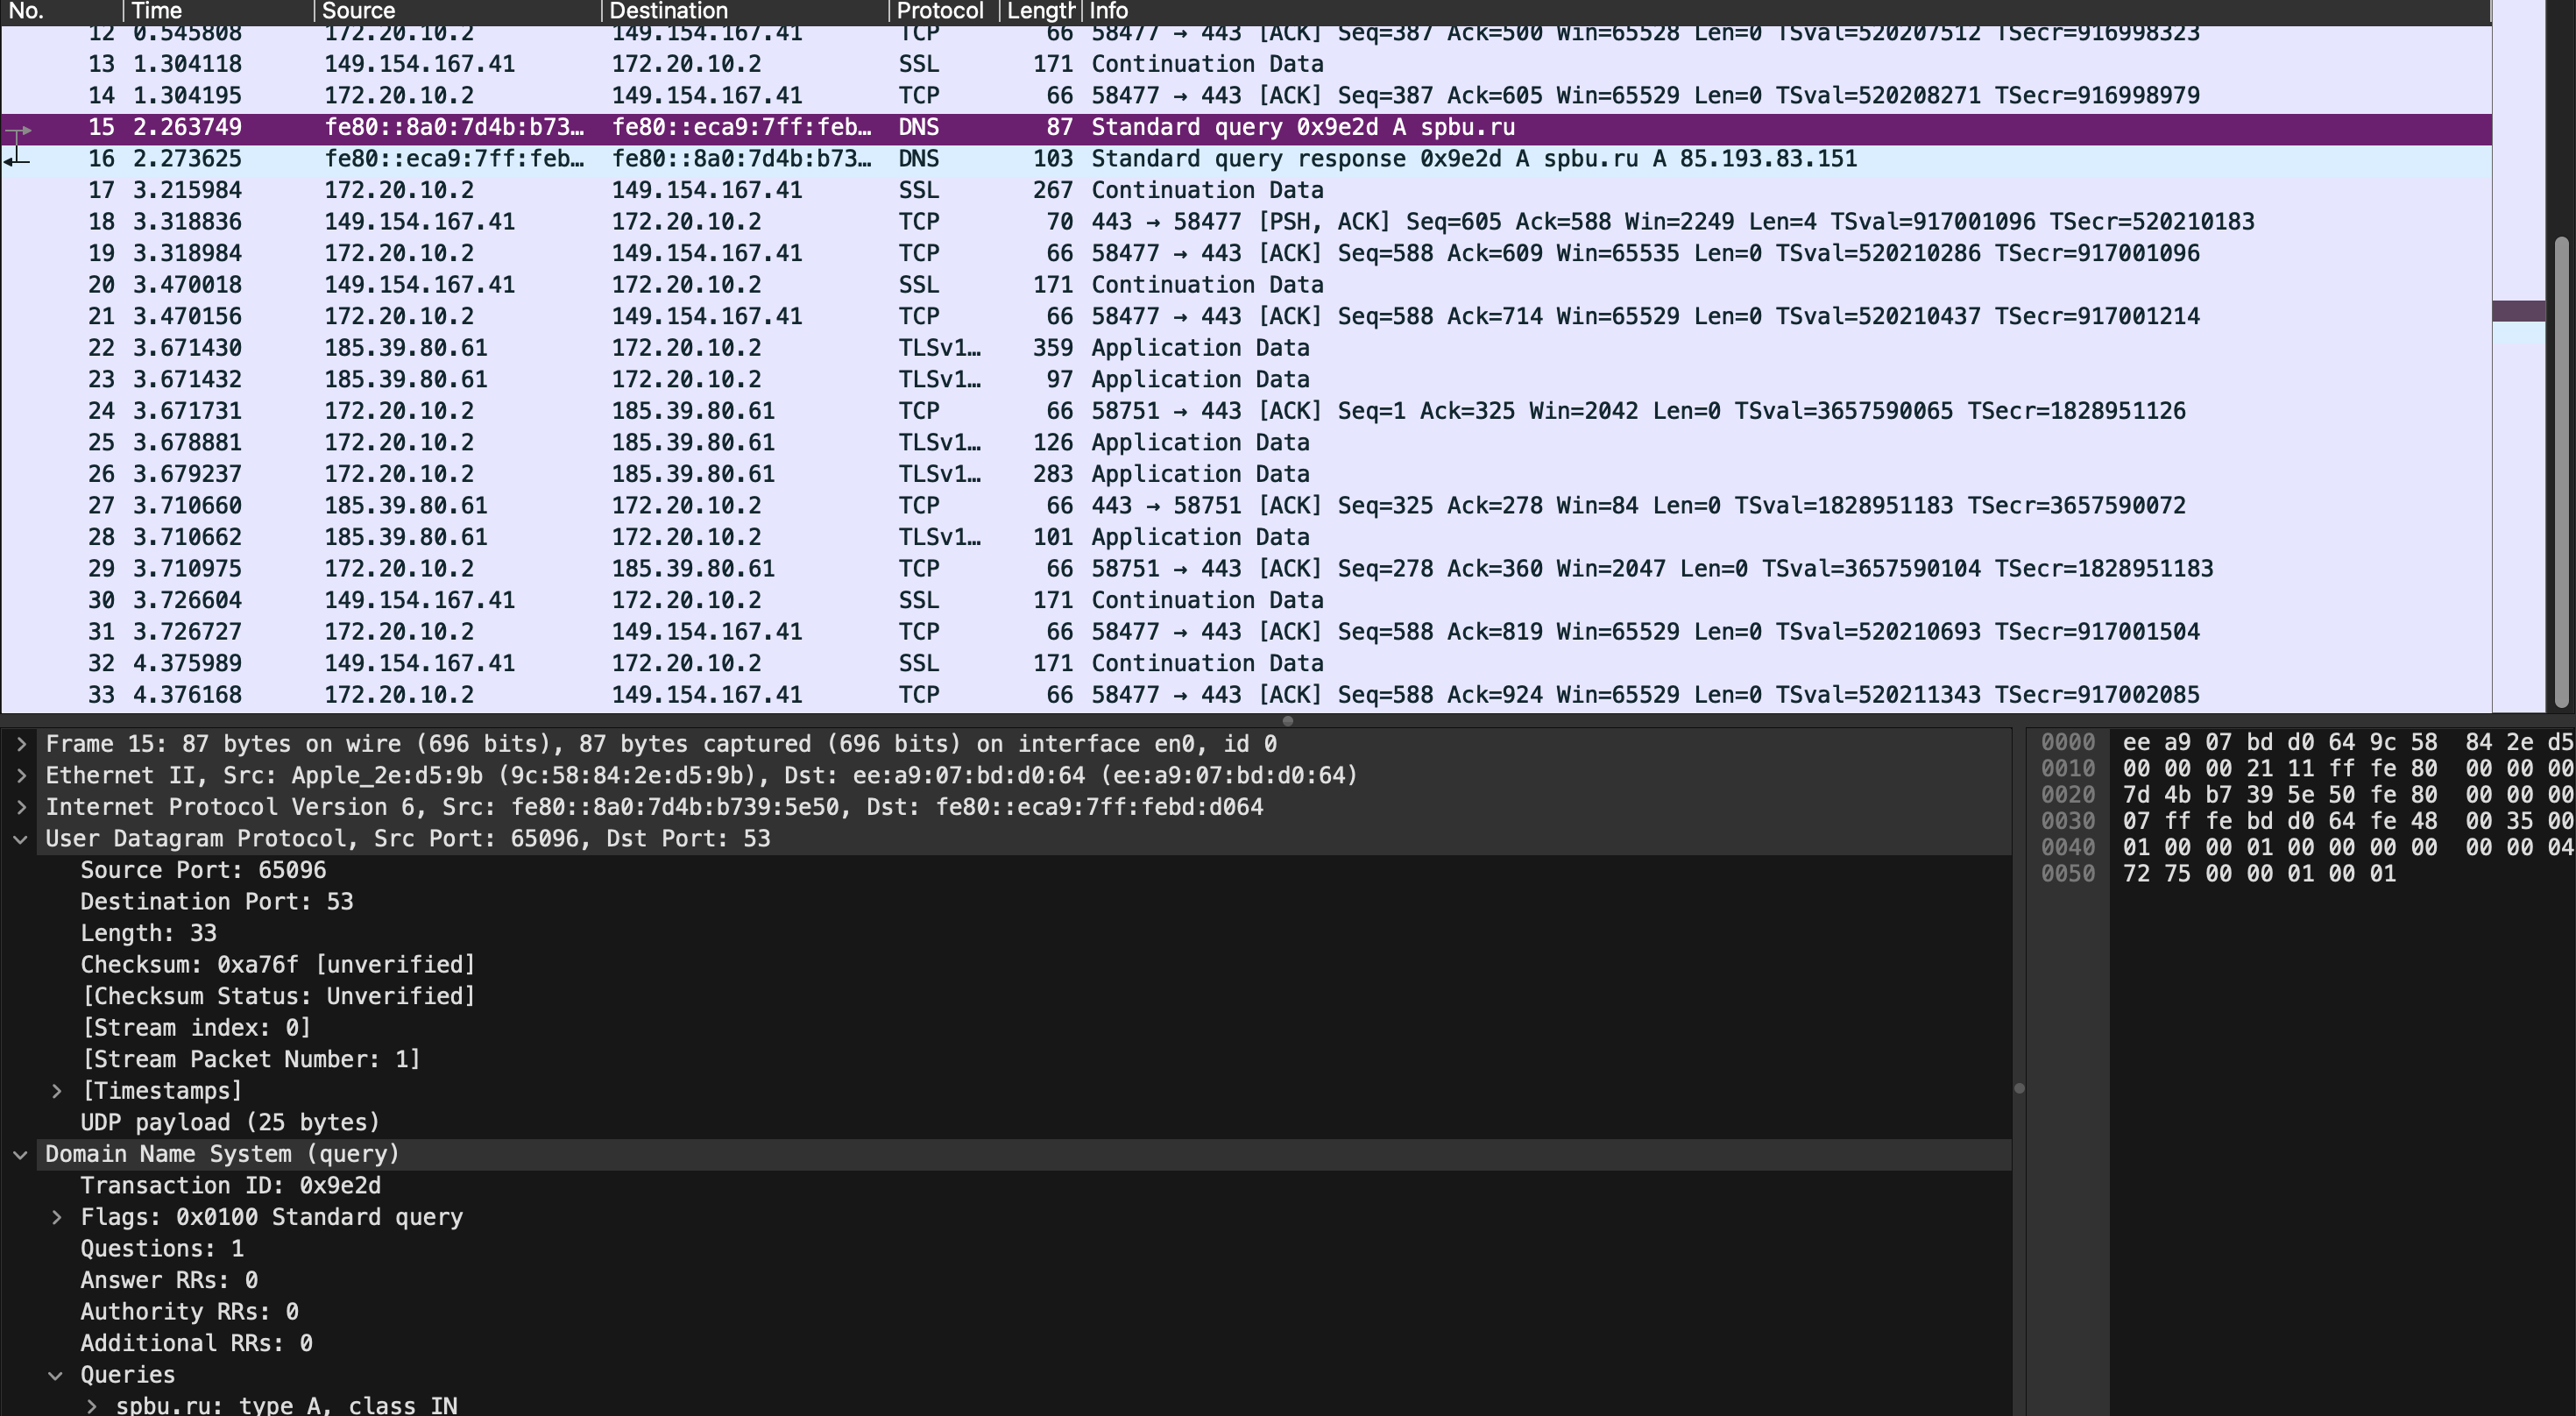 No. Time Source Destination Protocol Length Info
12 0.545808 172.20.10.2 149.154.167.41 TCP 66 58477 → 443 [ACK] Seq=387 Ack=500 Win=65528 Len=0 TSval=520207512 TSecr=916998323
13 1.304118 149.154.167.41 172.20.10.2 SSL 171 Continuation Data
14 1.304195 172.20.10.2 149.154.167.41 TCP 66 58477 → 443 [ACK] Seq=387 Ack=605 Win=65529 Len=0 TSval=520208271 TSecr=916998979
15 2.263749 fe80::8a0:7d4b:b73… fe80::eca9:7ff:feb… DNS 87 Standard query 0x9e2d A spbu.ru
16 2.273625 fe80::eca9:7ff:feb… fe80::8a0:7d4b:b73… DNS 103 Standard query response 0x9e2d A spbu.ru A 85.193.83.151
17 3.215984 172.20.10.2 149.154.167.41 SSL 267 Continuation Data
18 3.318836 149.154.167.41 172.20.10.2 TCP 70 443 → 58477 [PSH, ACK] Seq=605 Ack=588 Win=2249 Len=4 TSval=917001096 TSecr=520210183
19 3.318984 172.20.10.2 149.154.167.41 TCP 66 58477 → 443 [ACK] Seq=588 Ack=609 Win=65535 Len=0 TSval=520210286 TSecr=917001096
20 3.470018 149.154.167.41 172.20.10.2 SSL 171 Continuation Data
21 3.470156 172.20.10.2 149.154.167.41 TCP 66 58477 → 443 [ACK] Seq=588 Ack=714 Win=65529 Len=0 TSval=520210437 TSecr=917001214
22 3.671430 185.39.80.61 172.20.10.2 TLSv1… 359 Application Data
23 3.671432 185.39.80.61 172.20.10.2 TLSv1… 97 Application Data
24 3.671731 172.20.10.2 185.39.80.61 TCP 66 58751 → 443 [ACK] Seq=1 Ack=325 Win=2042 Len=0 TSval=3657590065 TSecr=1828951126
25 3.678881 172.20.10.2 185.39.80.61 TLSv1… 126 Application Data
26 3.679237 172.20.10.2 185.39.80.61 TLSv1… 283 Application Data
27 3.710660 185.39.80.61 172.20.10.2 TCP 66 443 → 58751 [ACK] Seq=325 Ack=278 Win=84 Len=0 TSval=1828951183 TSecr=3657590072
28 3.710662 185.39.80.61 172.20.10.2 TLSv1… 101 Application Data
29 3.710975 172.20.10.2 185.39.80.61 TCP 66 58751 → 443 [ACK] Seq=278 Ack=360 Win=2047 Len=0 TSval=3657590104 TSecr=1828951183
30 3.726604 149.154.167.41 172.20.10.2 SSL 171 Continuation Data
31 3.726727 172.20.10.2 149.154.167.41 TCP 66 58477 → 443 [ACK] Seq=588 Ack=819 Win=65529 Len=0 TSval=520210693 TSecr=917001504
32 4.375989 149.154.167.41 172.20.10.2 SSL 171 Continuation Data
33 4.376168 172.20.10.2 149.154.167.41 TCP 66 58477 → 443 [ACK] Seq=588 Ack=924 Win=65529 Len=0 TSval=520211343 TSecr=917002085
Frame 15: 87 bytes on wire (696 bits), 87 bytes captured (696 bits) on interface en0, id 0
Ethernet II, Src: Apple_2e:d5:9b (9c:58:84:2e:d5:9b), Dst: ee:a9:07:bd:d0:64 (ee:a9:07:bd:d0:64)
Internet Protocol Version 6, Src: fe80::8a0:7d4b:b739:5e50, Dst: fe80::eca9:7ff:febd:d064
User Datagram Protocol, Src Port: 65096, Dst Port: 53
Source Port: 65096
Destination Port: 53
Length: 33
Checksum: 0xa76f [unverified]
[Checksum Status: Unverified]
[Stream index: 0]
[Stream Packet Number: 1]
[Timestamps]
UDP payload (25 bytes)
Domain Name System (query)
Transaction ID: 0x9e2d
Flags: 0x0100 Standard query
Questions: 1
Answer RRs: 0
Authority RRs: 0
Additional RRs: 0
Queries
spbu.ru: type A, class IN
0000 ee a9 07 bd d0 64 9c 58 84 2e d5
0010 00 00 00 21 11 ff fe 80 00 00 00
0020 7d 4b b7 39 5e 50 fe 80 00 00 00
0030 07 ff fe bd d0 64 fe 48 00 35 00
0040 01 00 00 01 00 00 00 00 00 00 04
0050 72 75 00 00 01 00 01